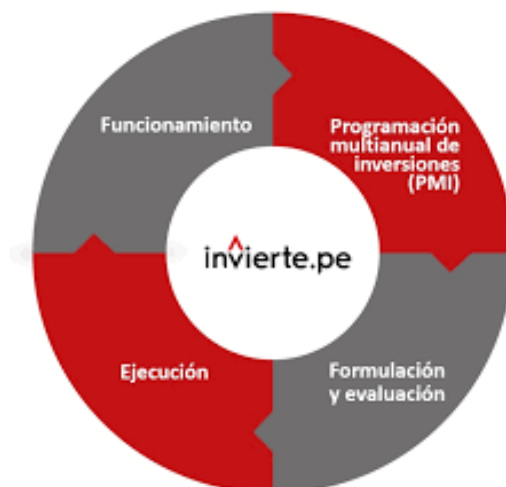 Funcionamiento
Programación
multianual de
inversiones
(PMI)
invierte.pe
Ejecución
Formulación
y evaluación